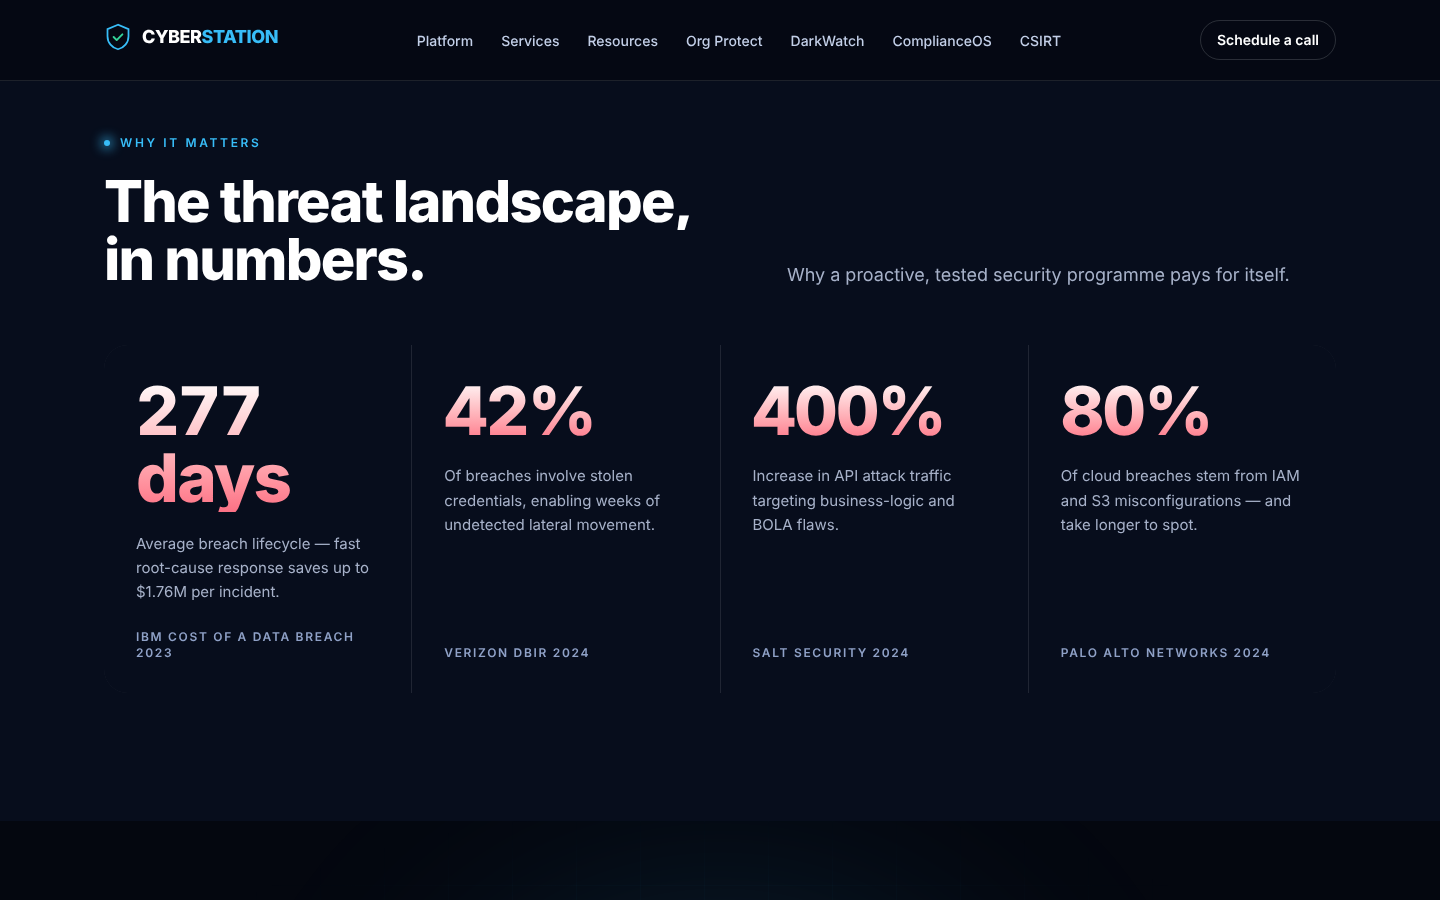 CYBERSTATION
Platform
Services
Resources
Org Protect
DarkWatch
ComplianceOS
CSIRT
Schedule a call
WHY IT MATTERS
The threat landscape,
in numbers.
Why a proactive, tested security programme pays for itself.
277
days
Average breach lifecycle — fast
root-cause response saves up to
$1.76M per incident.
IBM COST OF A DATA BREACH
2023
42%
Of breaches involve stolen
credentials, enabling weeks of
undetected lateral movement.
VERIZON DBIR 2024
400%
Increase in API attack traffic
targeting business-logic and
BOLA flaws.
SALT SECURITY 2024
80%
Of cloud breaches stem from IAM
and S3 misconfigurations — and
take longer to spot.
PALO ALTO NETWORKS 2024